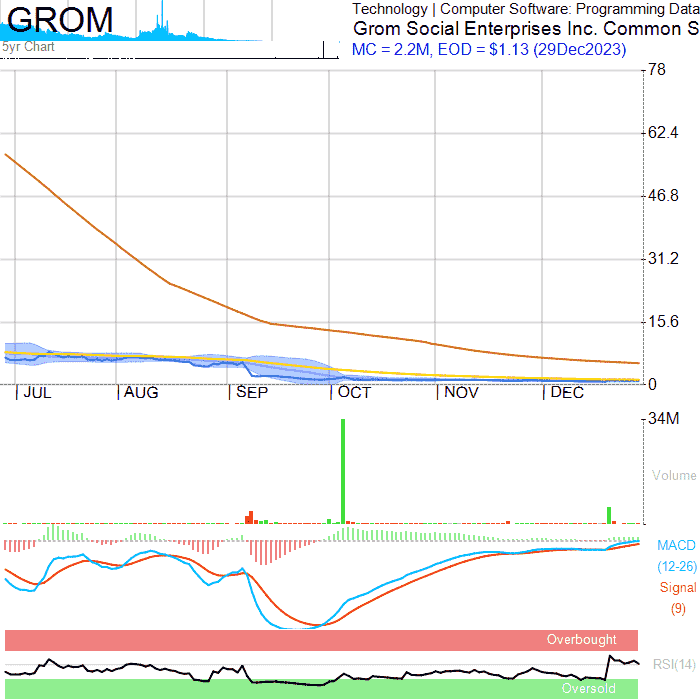 GROM
5yr Chart
Technology | Computer Software: Programming Data
Grom Social Enterprises Inc. Common S
MC = 2.2M, EOD = $1.13 (29Dec2023)
78
62.4
46.8
31.2
15.6
0
JUL AUG SEP OCT NOV DEC
34M
Volume
MACD
(12-26)
Signal
(9)
Overbought
RSI(14)
Oversold